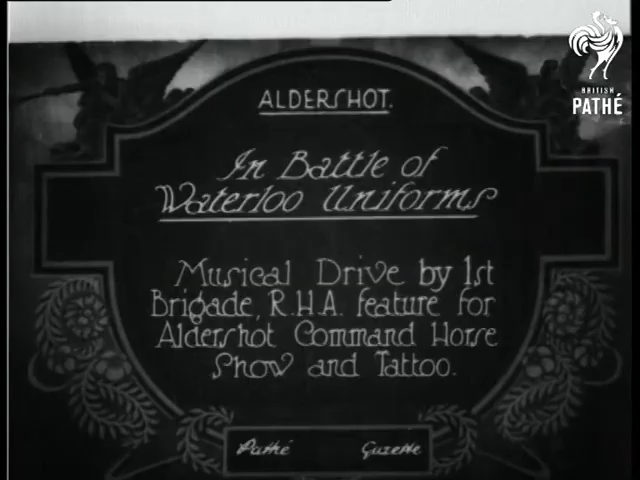 BRITISH
PATHÉ
ALDERSHOT.
In Battle of
Waterloo Uniforms
Musical Drive by 1st
Brigade, R.H.A. feature for
Aldershot Command Horse
Show and Tattoo.
Pathé Gazette